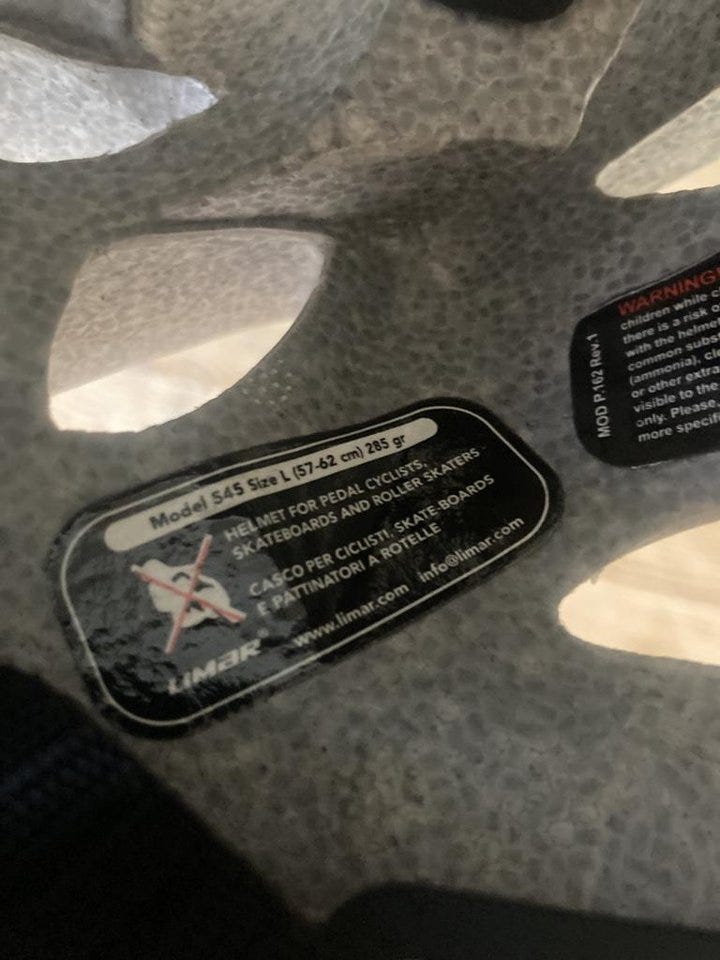 Model 545 Size L (57-62 cm) 285 gr
HELMET FOR PEDAL CYCLISTS,
SKATEBOARDS AND ROLLER SKATERS
CASCO PER CICLISTI, SKATE-BOARDS
E PATTINATORI A ROTELLE
www.limar.com info@limar.com
LIMAR®
MOD P.162 Rev.1
WARNING!
children while
there is a risk
with the helme
common subs
(ammonia), cl
or other extra
visible to the
only. Please
more specif